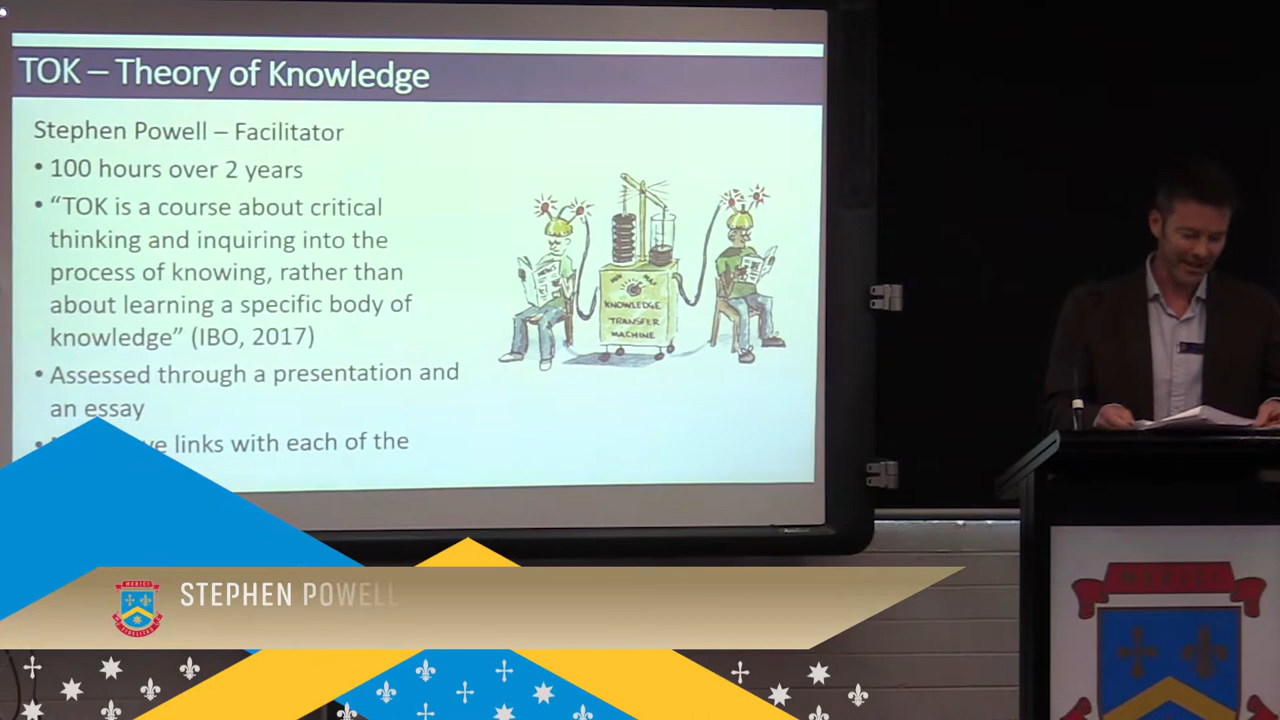 TOK – Theory of Knowledge
Stephen Powell – Facilitator
• 100 hours over 2 years
• “TOK is a course about critical
thinking and inquiring into the
process of knowing, rather than
about learning a specific body of
knowledge” (IBO, 2017)
• Assessed through a presentation and
an essay
links with each of the
KNOWLEDGE
TRANSFER
MACHINE
STEPHEN POWELL
MERICI
MERICI